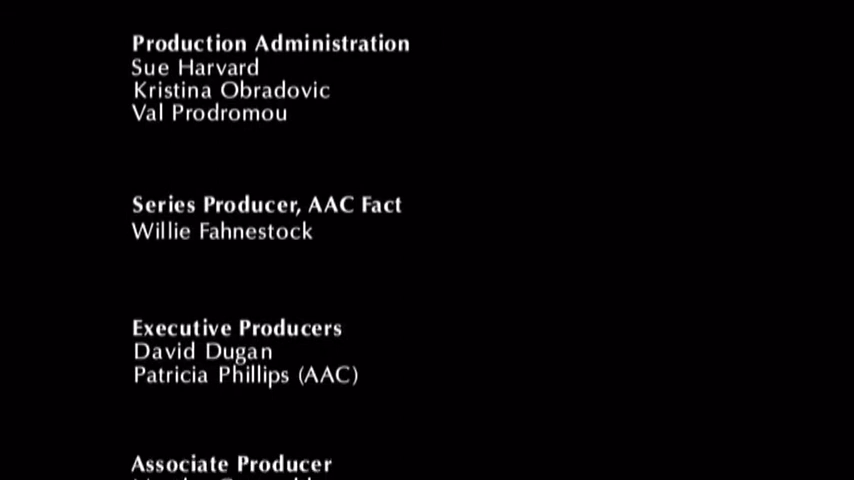 Production Administration
Sue Harvard
Kristina Obradovic
Val Prodromou
Series Producer, AAC Fact
Willie Fahnestock
Executive Producers
David Dugan
Patricia Phillips (AAC)
Associate Producer